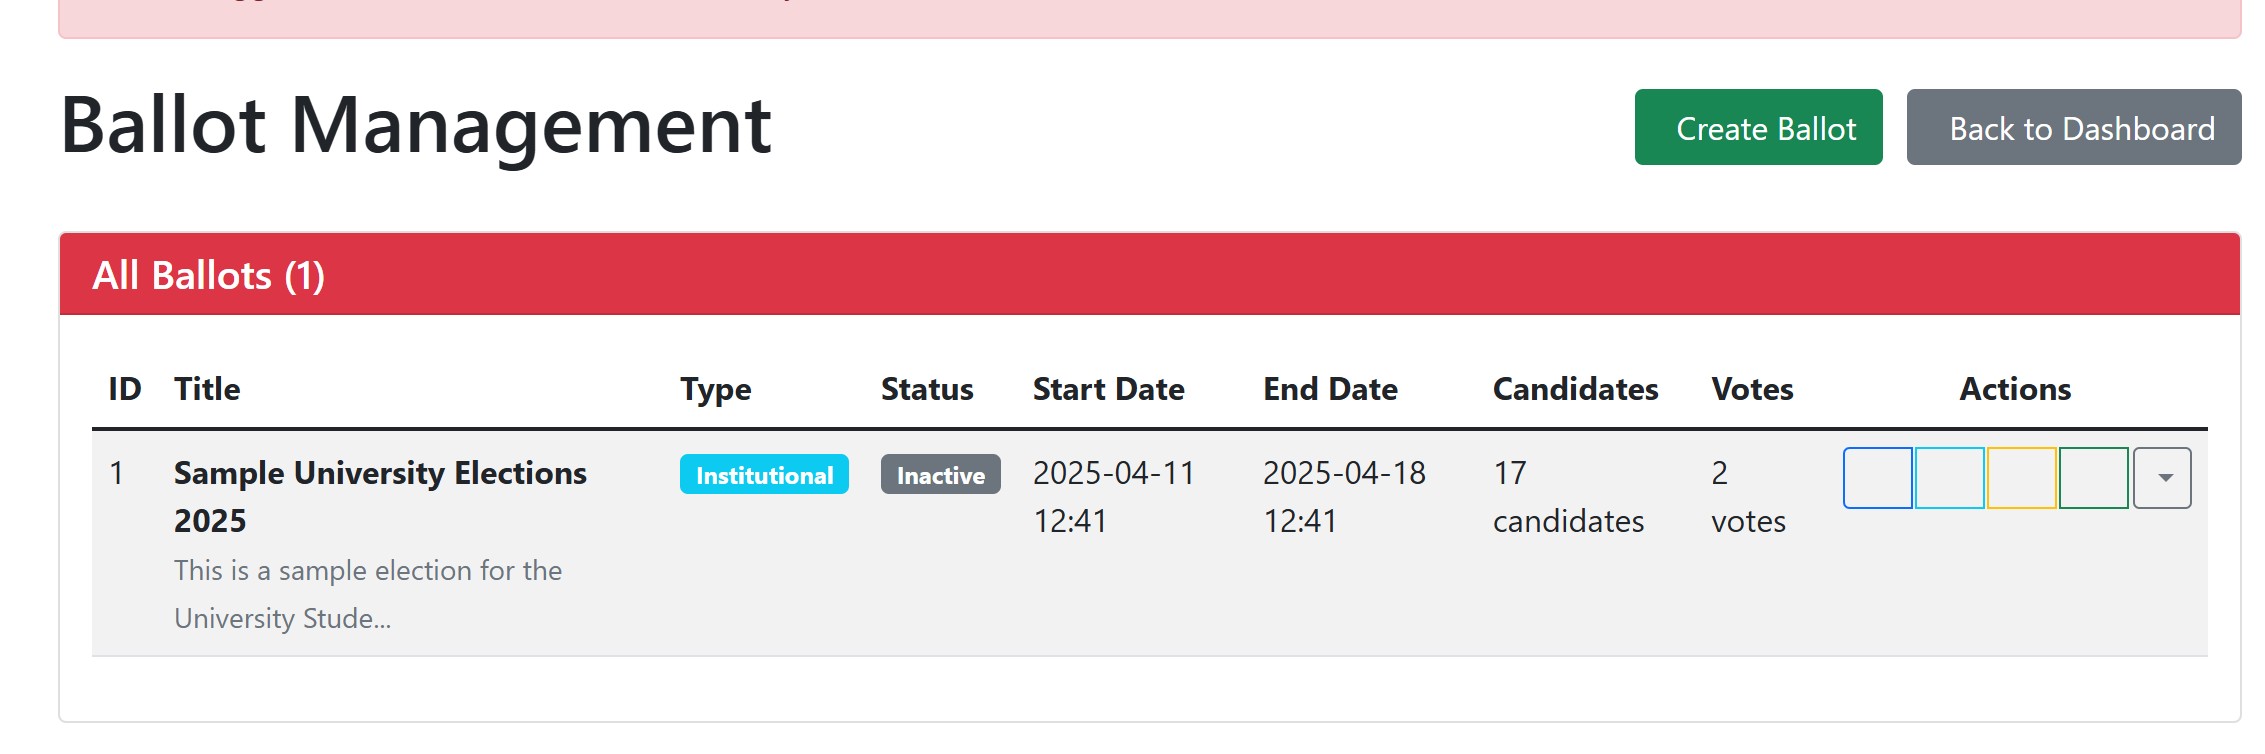 Ballot Management
Create Ballot
Back to Dashboard
All Ballots (1)
ID Title Type Status Start Date End Date Candidates Votes Actions
1 Sample University Elections Institutional Inactive 2025-04-11 2025-04-18 17 2
2025 12:41 12:41 candidates votes
This is a sample election for the
University Stude...